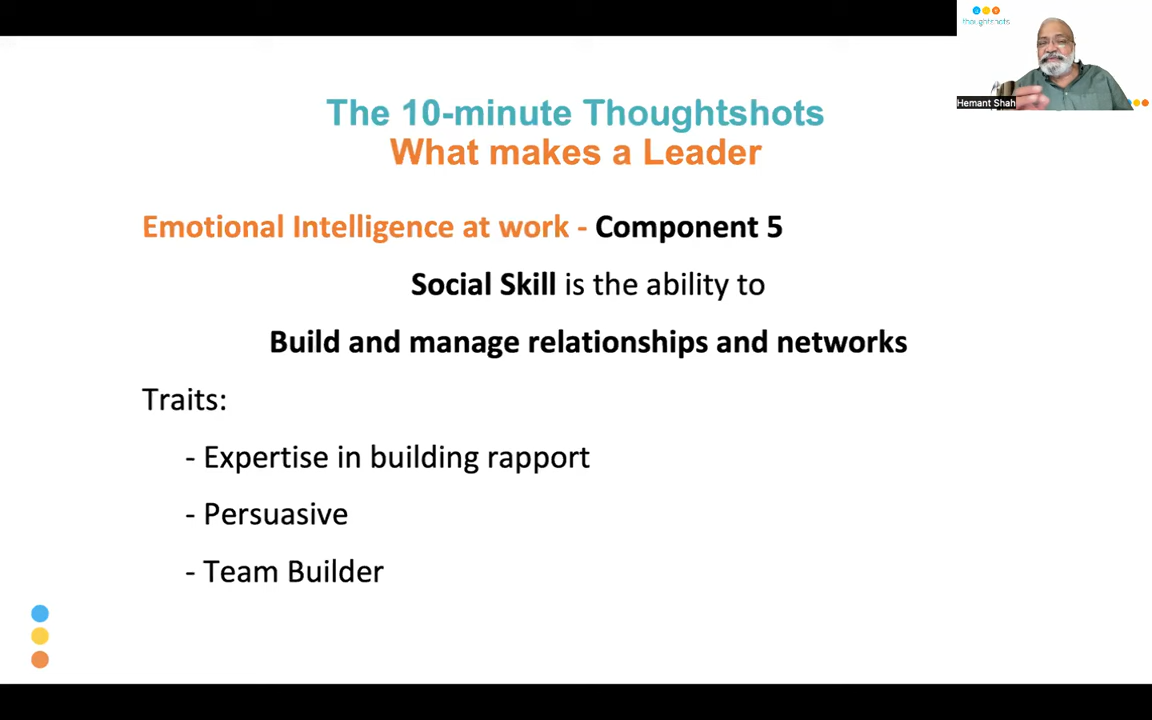 thoughtshots
Hemant Shah
The 10-minute Thoughtshots
What makes a Leader
Emotional Intelligence at work - Component 5
Social Skill is the ability to
Build and manage relationships and networks
Traits:
- Expertise in building rapport
- Persuasive
- Team Builder